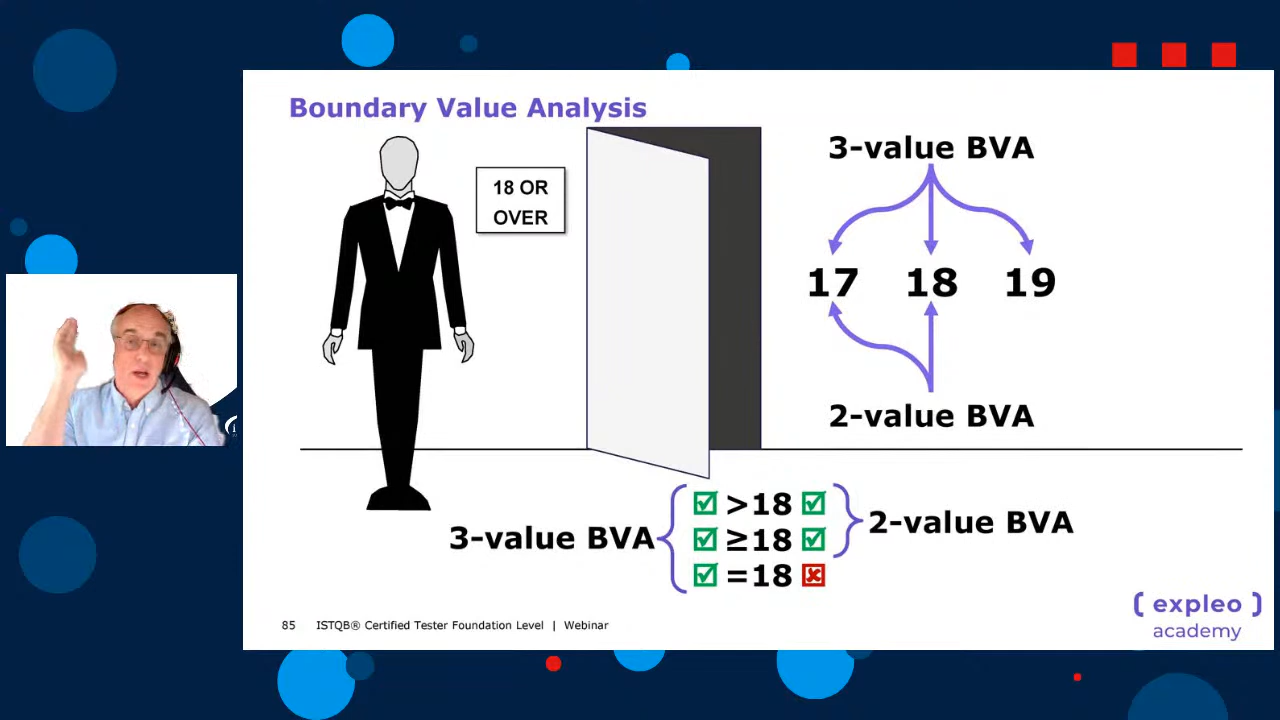 Boundary Value Analysis
18 OR
OVER
3-value BVA
17 18 19
2-value BVA
3-value BVA
>18
≥18
=18
2-value BVA
85 ISTQB® Certified Tester Foundation Level | Webinar
{ expleo }
academy